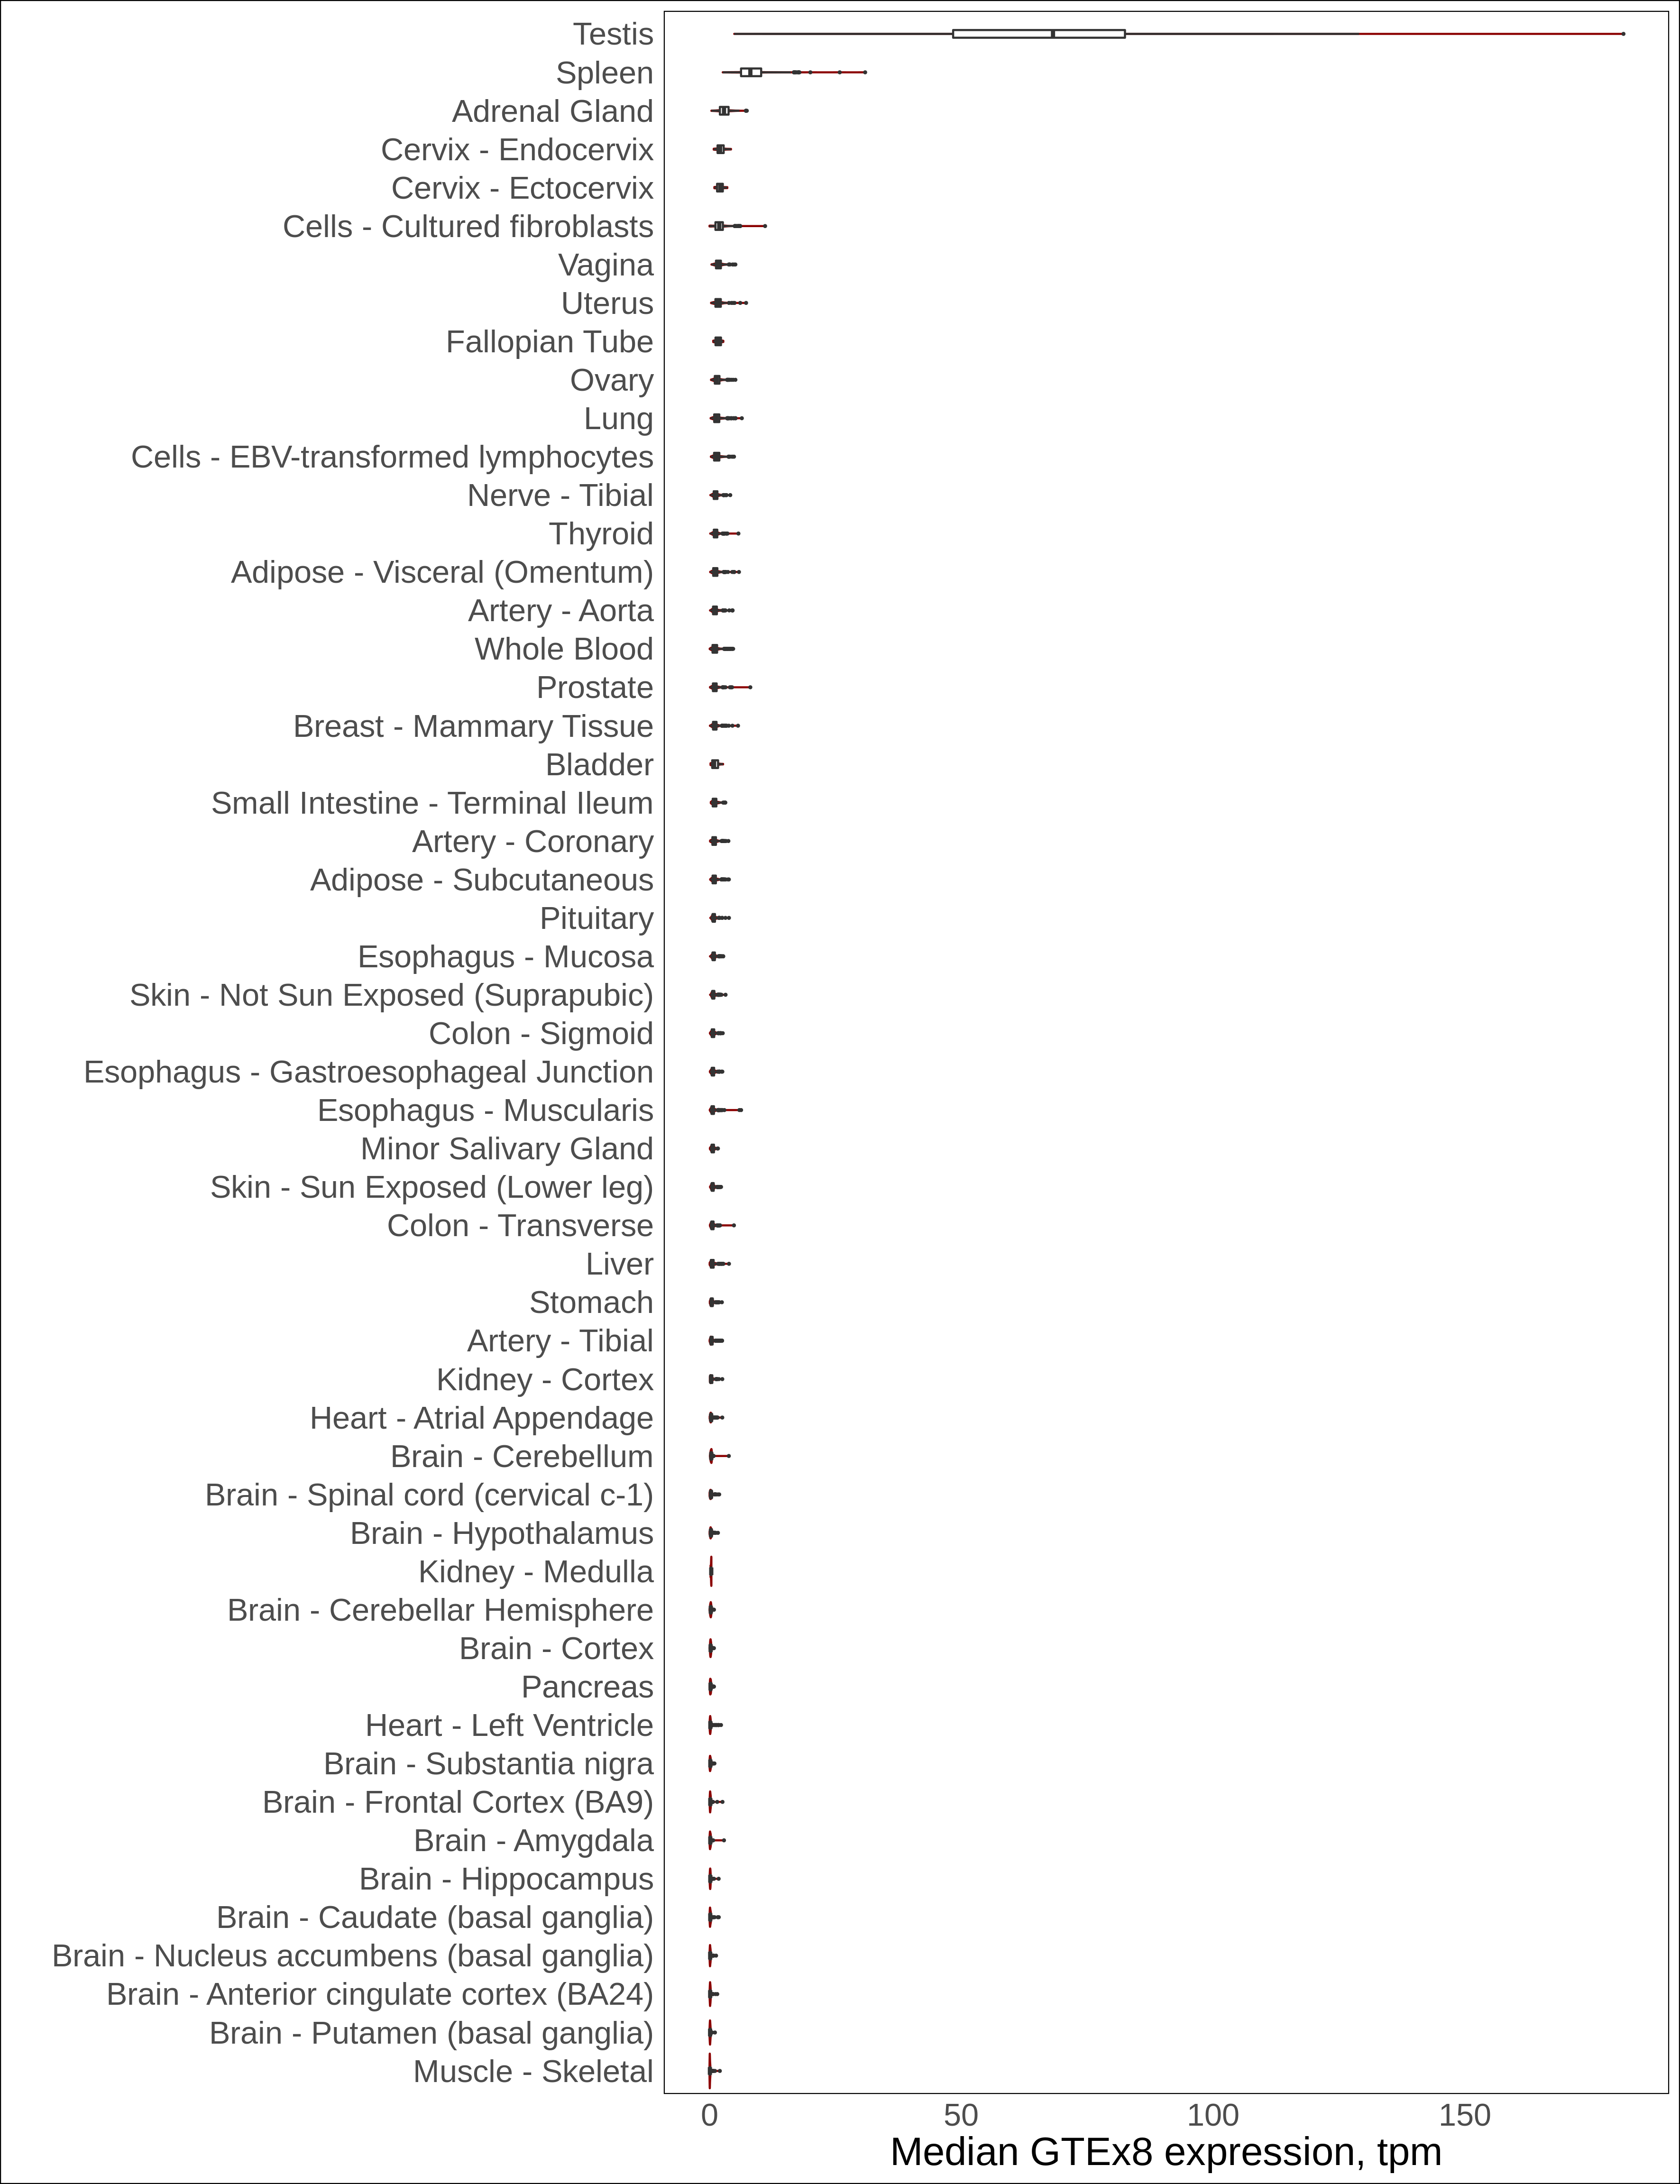 Testis
Spleen
Adrenal Gland
Cervix - Endocervix
Cervix - Ectocervix
Cells - Cultured fibroblasts
Vagina
Uterus
Fallopian Tube
Ovary
Lung
Cells - EBV-transformed lymphocytes
Nerve - Tibial
Thyroid
Adipose - Visceral (Omentum)
Artery - Aorta
Whole Blood
Prostate
Breast - Mammary Tissue
Bladder
Small Intestine - Terminal Ileum
Artery - Coronary
Adipose - Subcutaneous
Pituitary
Esophagus - Mucosa
Skin - Not Sun Exposed (Suprapubic)
Colon - Sigmoid
Esophagus - Gastroesophageal Junction
Esophagus - Muscularis
Minor Salivary Gland
Skin - Sun Exposed (Lower leg)
Colon - Transverse
Liver
Stomach
Artery - Tibial
Kidney - Cortex
Heart - Atrial Appendage
Brain - Cerebellum
Brain - Spinal cord (cervical c-1)
Brain - Hypothalamus
Kidney - Medulla
Brain - Cerebellar Hemisphere
Brain - Cortex
Pancreas
Heart - Left Ventricle
Brain - Substantia nigra
Brain - Frontal Cortex (BA9)
Brain - Amygdala
Brain - Hippocampus
Brain - Caudate (basal ganglia)
Brain - Nucleus accumbens (basal ganglia)
Brain - Anterior cingulate cortex (BA24)
Brain - Putamen (basal ganglia)
Muscle - Skeletal
0 50 100 150
Median GTEx8 expression, tpm